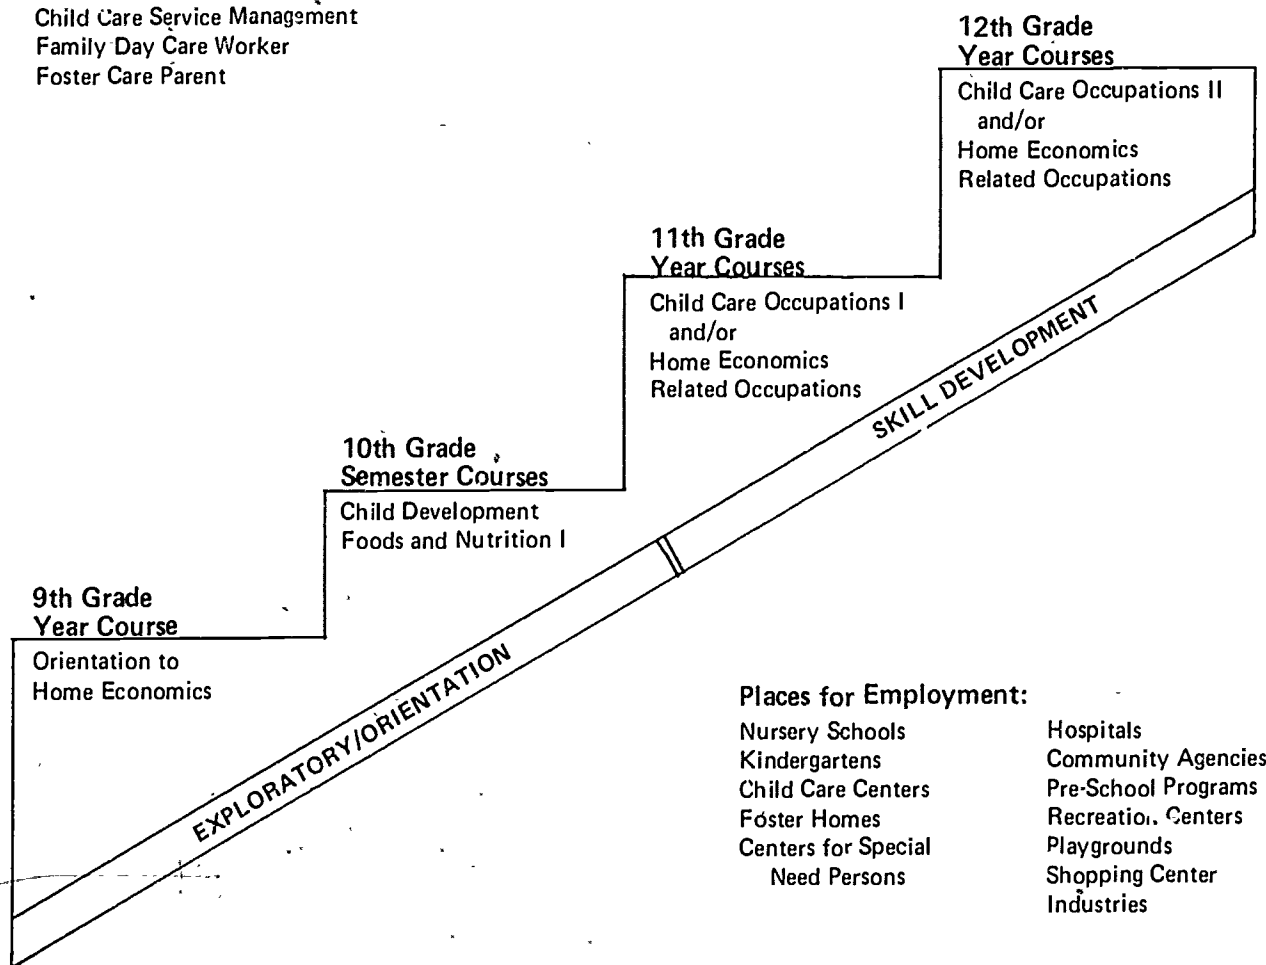 Child Care Service Management
Family Day Care Worker
Foster Care Parent
12th Grade
Year Courses
Child Care Occupations II
and/or
Home Economics
Related Occupations
11th Grade
Year Courses
Child Care Occupations I
and/or
Home Economics
Related Occupations
SKILL DEVELOPMENT
10th Grade
Semester Courses
Child Development
Foods and Nutrition I
9th Grade
Year Course
Orientation to
Home Economics
EXPLORATORY/ORIENTATION
Places for Employment:
Nursery Schools
Kindergartens
Child Care Centers
Foster Homes
Centers for Special
Need Persons
Hospitals
Community Agencies
Pre-School Programs
Recreation Centers
Playgrounds
Shopping Center
Industries